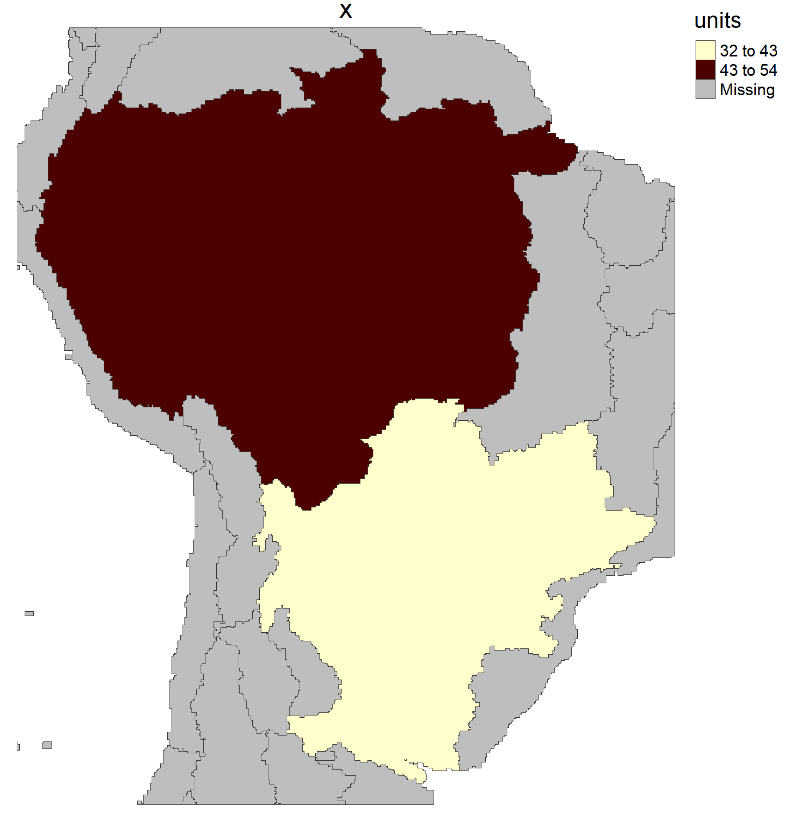 x
units
32 to 43
43 to 54
Missing